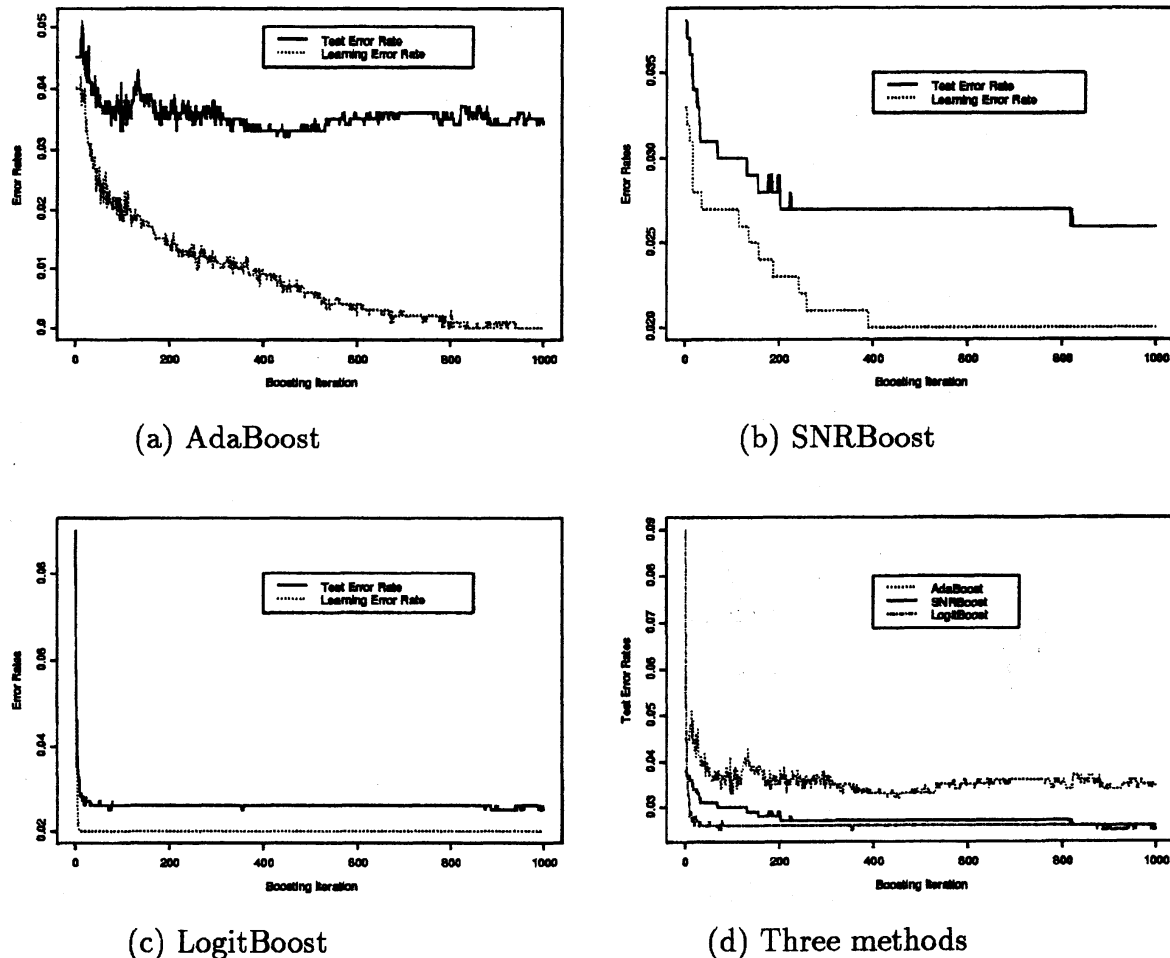 Error Rates
0.05
0.04
0.03
0.02
0.01
0.0
Test Error Rate
Learning Error Rate
0 200 400 600 800 1000
Boosting Iteration
(a) AdaBoost
Error Rates
0.035
0.030
0.025
0.020
Test Error Rate
Learning Error Rate
0 200 400 600 800 1000
Boosting Iteration
(b) SNRBoost
Error Rates
0.08
0.06
0.04
0.02
Test Error Rate
Learning Error Rate
0 200 400 600 800 1000
Boosting Iteration
(c) LogitBoost
Test Error Rates
0.09
0.08
0.07
0.06
0.05
0.04
0.03
AdaBoost
SNRBoost
LogitBoost
0 200 400 600 800 1000
Boosting Iteration
(d) Three methods